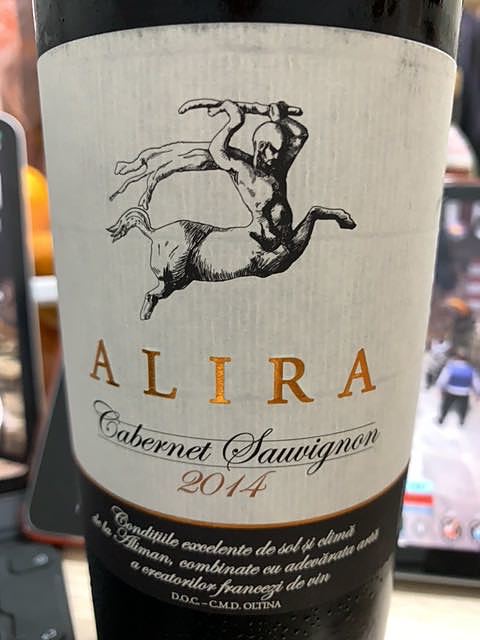 ALIRA
Cabernet Sauvignon
2014
Condițiile excelente de sol și climă
de la Aliman, combinate cu adevărata artă
a creatorilor francezi de vin
D.O.C. – C.M.D. OLTINA